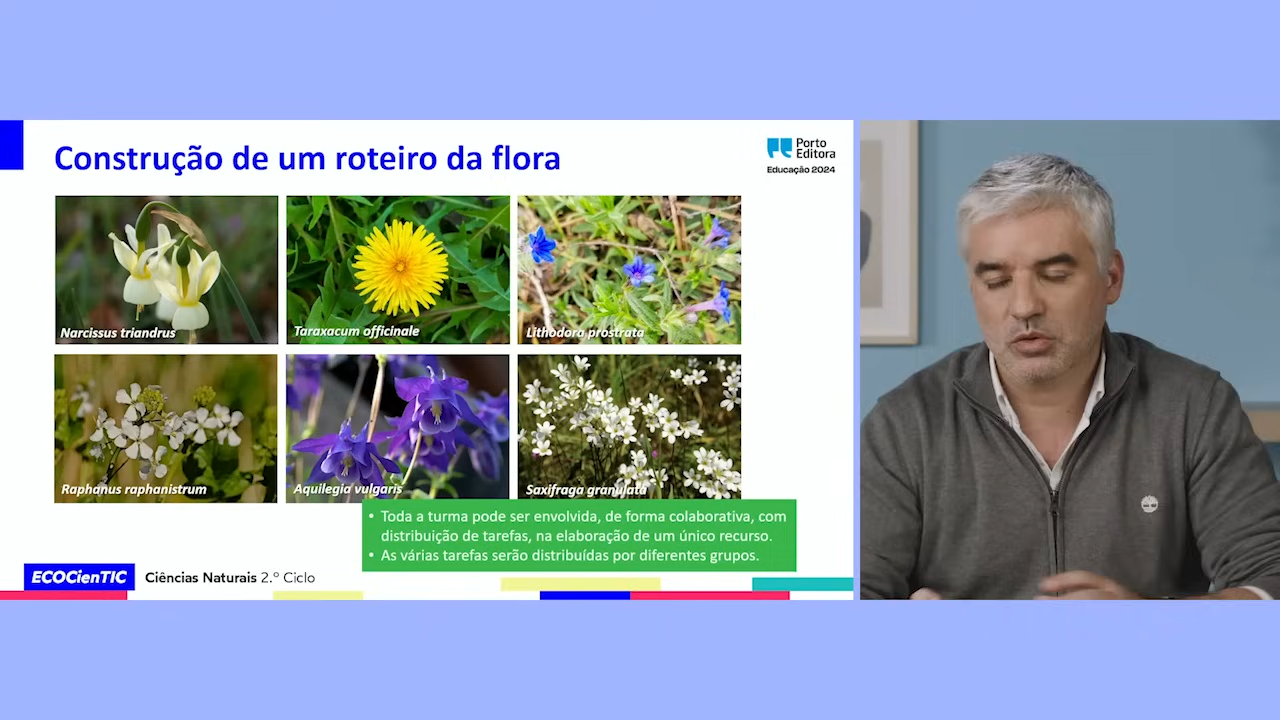 Construção de um roteiro da flora
Porto
Editora
Educação 2024
Narcissus triandrus
Taraxacum officinale
Lithodora prostrata
Raphanus raphanistrum
Aquilegia vulgaris
Saxifraga granulata
• Toda a turma pode ser envolvida, de forma colaborativa, com
distribuição de tarefas, na elaboração de um único recurso.
• As várias tarefas serão distribuídas por diferentes grupos.
ECOCienTIC
Ciências Naturais 2.º Ciclo